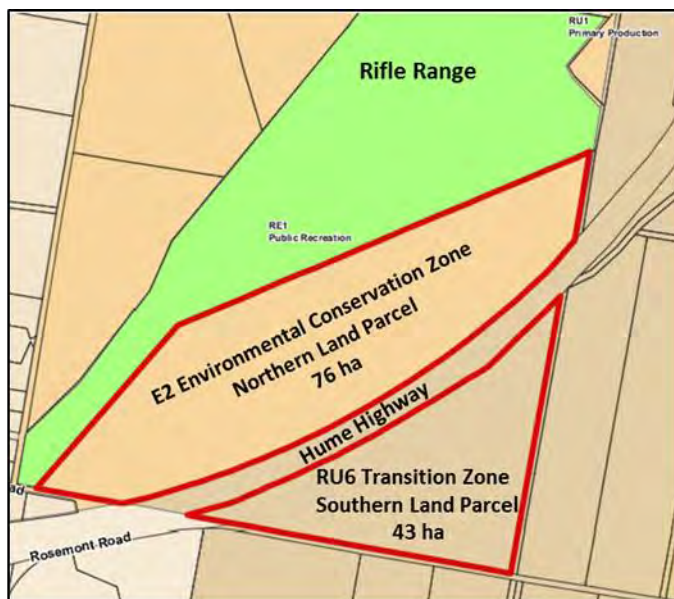 RU1
Primary Production
Rifle Range
RE1
Public Recreation
E2 Environmental Conservation Zone
Northern Land Parcel
76 ha
Hume Highway
RU6 Transition Zone
Southern Land Parcel
43 ha
ad
Rosemont Road